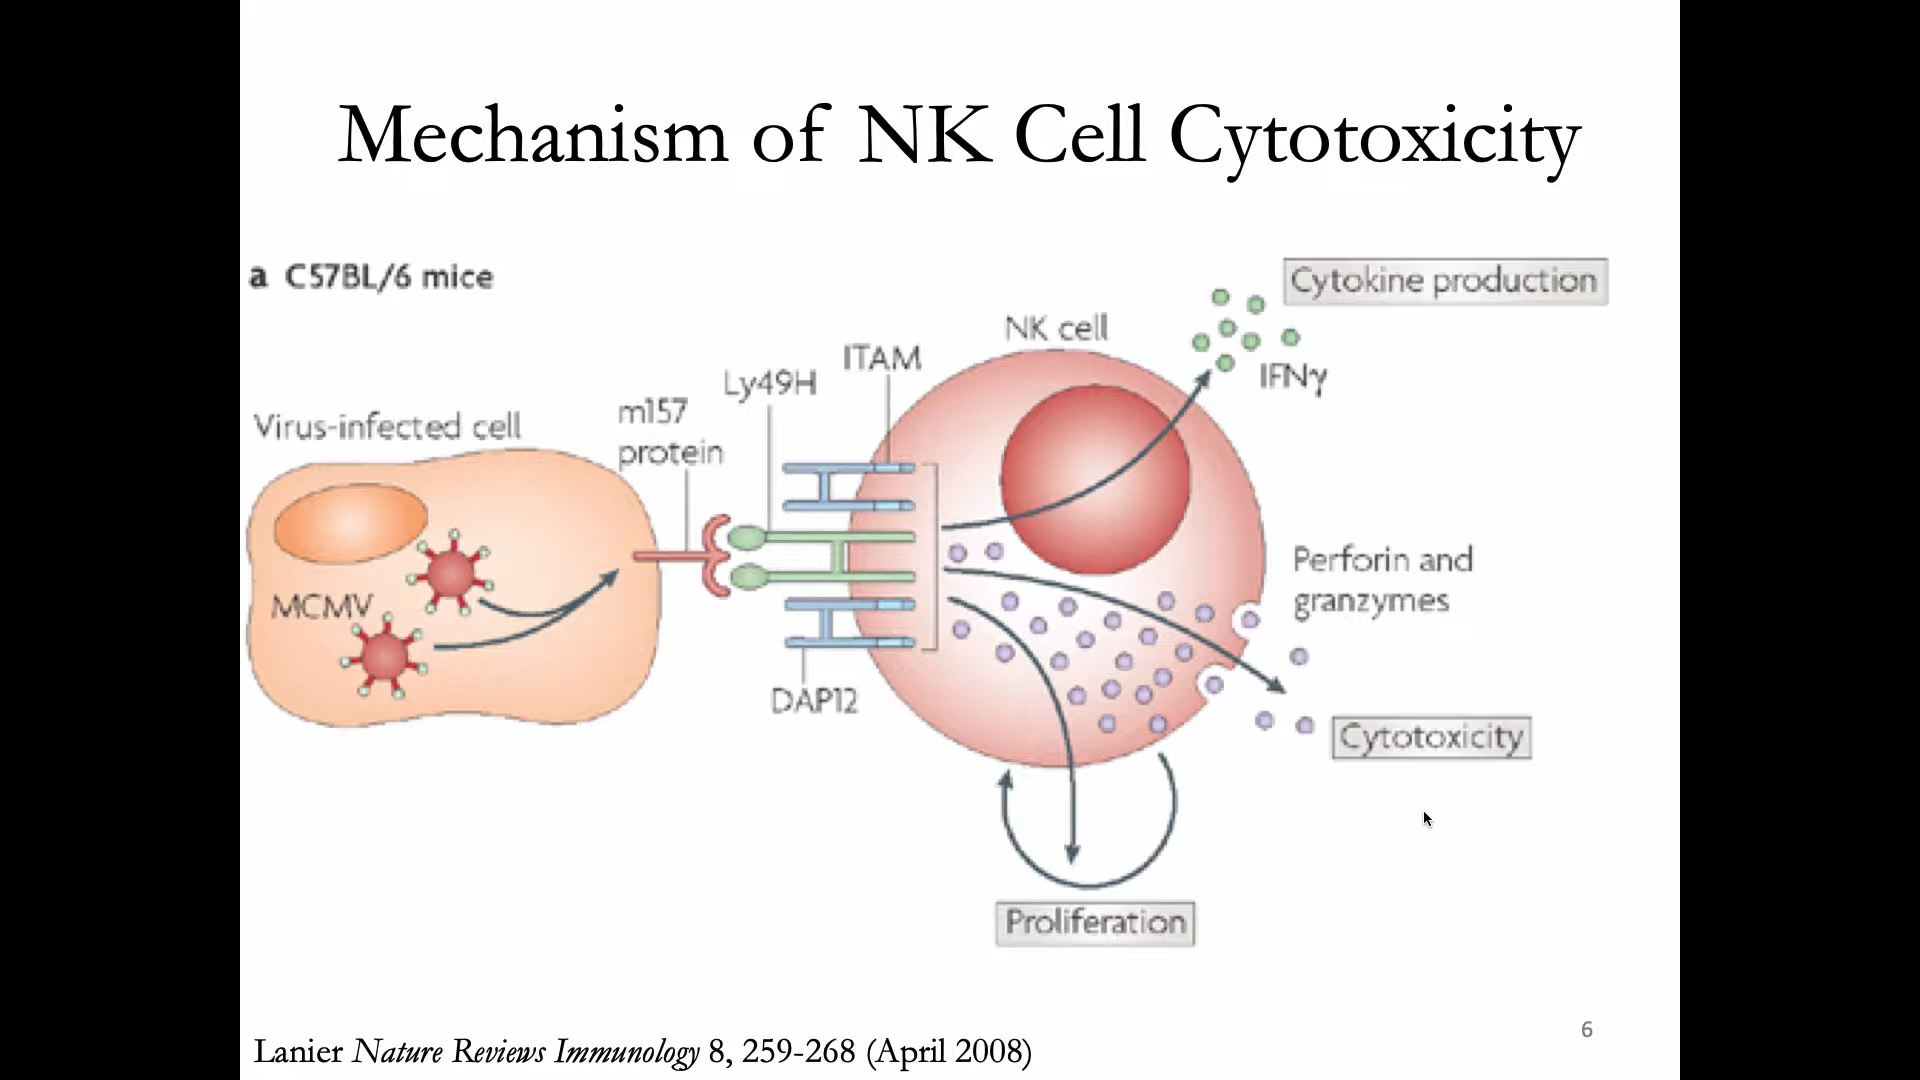 Mechanism of NK Cell Cytotoxicity
a C57BL/6 mice
Cytokine production
NK cell
IFNγ
ITAM
Ly49H
m157
protein
Virus-infected cell
MCMV
Perforin and
granzymes
DAP12
Cytotoxicity
Proliferation
Lanier Nature Reviews Immunology 8, 259-268 (April 2008)
6